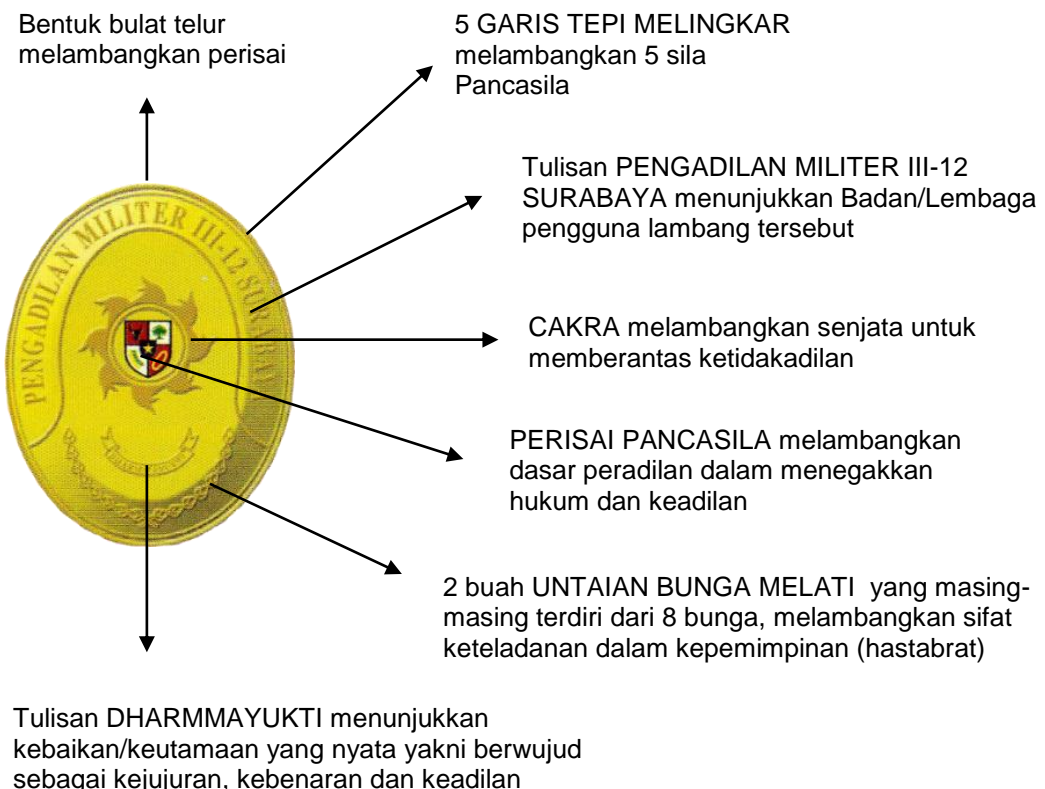 Bentuk bulat telur
melambangkan perisai
5 GARIS TEPI MELINGKAR
melambangkan 5 sila
Pancasila
Tulisan PENGADILAN MILITER III-12
SURABAYA menunjukkan Badan/Lembaga
pengguna lambang tersebut
PENGADILAN MILITER III-12 SURABAYA
CAKRA melambangkan senjata untuk
memberantas ketidakadilan
PERISAI PANCASILA melambangkan
dasar peradilan dalam menegakkan
hukum dan keadilan
2 buah UNTAIAN BUNGA MELATI  yang masing-
masing terdiri dari 8 bunga, melambangkan sifat
keteladanan dalam kepemimpinan (hastabrat)
Tulisan DHARMMAYUKTI menunjukkan
kebaikan/keutamaan yang nyata yakni berwujud
sebagai kejujuran, kebenaran dan keadilan